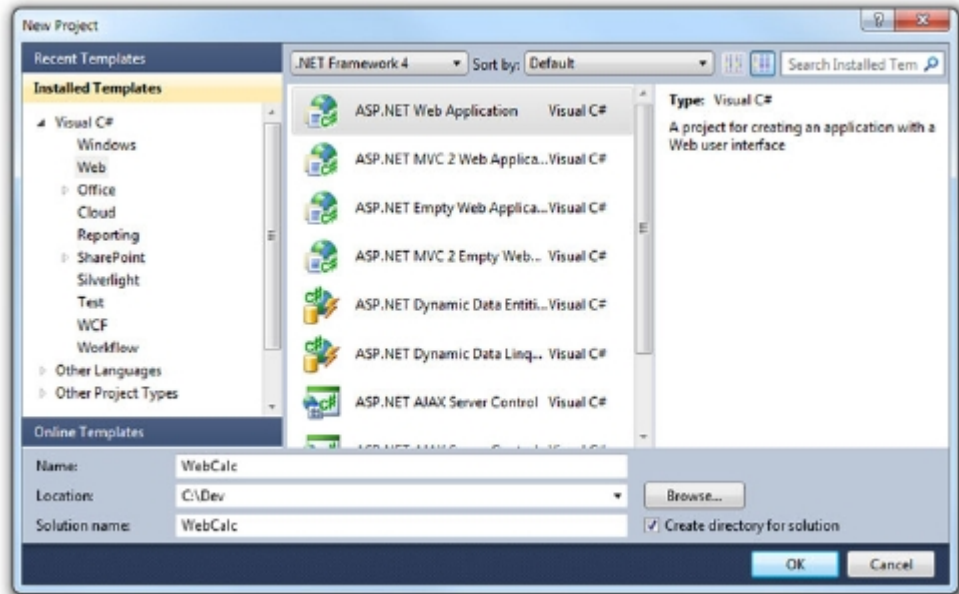 New Project
Recent Templates
Installed Templates
Visual C#
Windows
Web
Office
Cloud
Reporting
SharePoint
Silverlight
Test
WCF
Workflow
Other Languages
Other Project Types
Online Templates
.NET Framework 4
Sort by: Default
Search Installed Tem
ASP.NET Web Application Visual C#
ASP.NET MVC 2 Web Applica... Visual C#
ASP.NET Empty Web Applica... Visual C#
ASP.NET MVC 2 Empty Web... Visual C#
ASP.NET Dynamic Data Entiti... Visual C#
ASP.NET Dynamic Data Linq... Visual C#
ASP.NET AJAX Server Control Visual C#
Type: Visual C#
A project for creating an application with a
Web user interface
Name: WebCalc
Location: C:\Dev
Browse...
Solution name: WebCalc
Create directory for solution
OK
Cancel